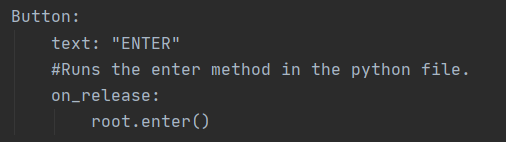 Button:
    text: "ENTER"
    #Runs the enter method in the python file.
    on_release:
        root.enter()